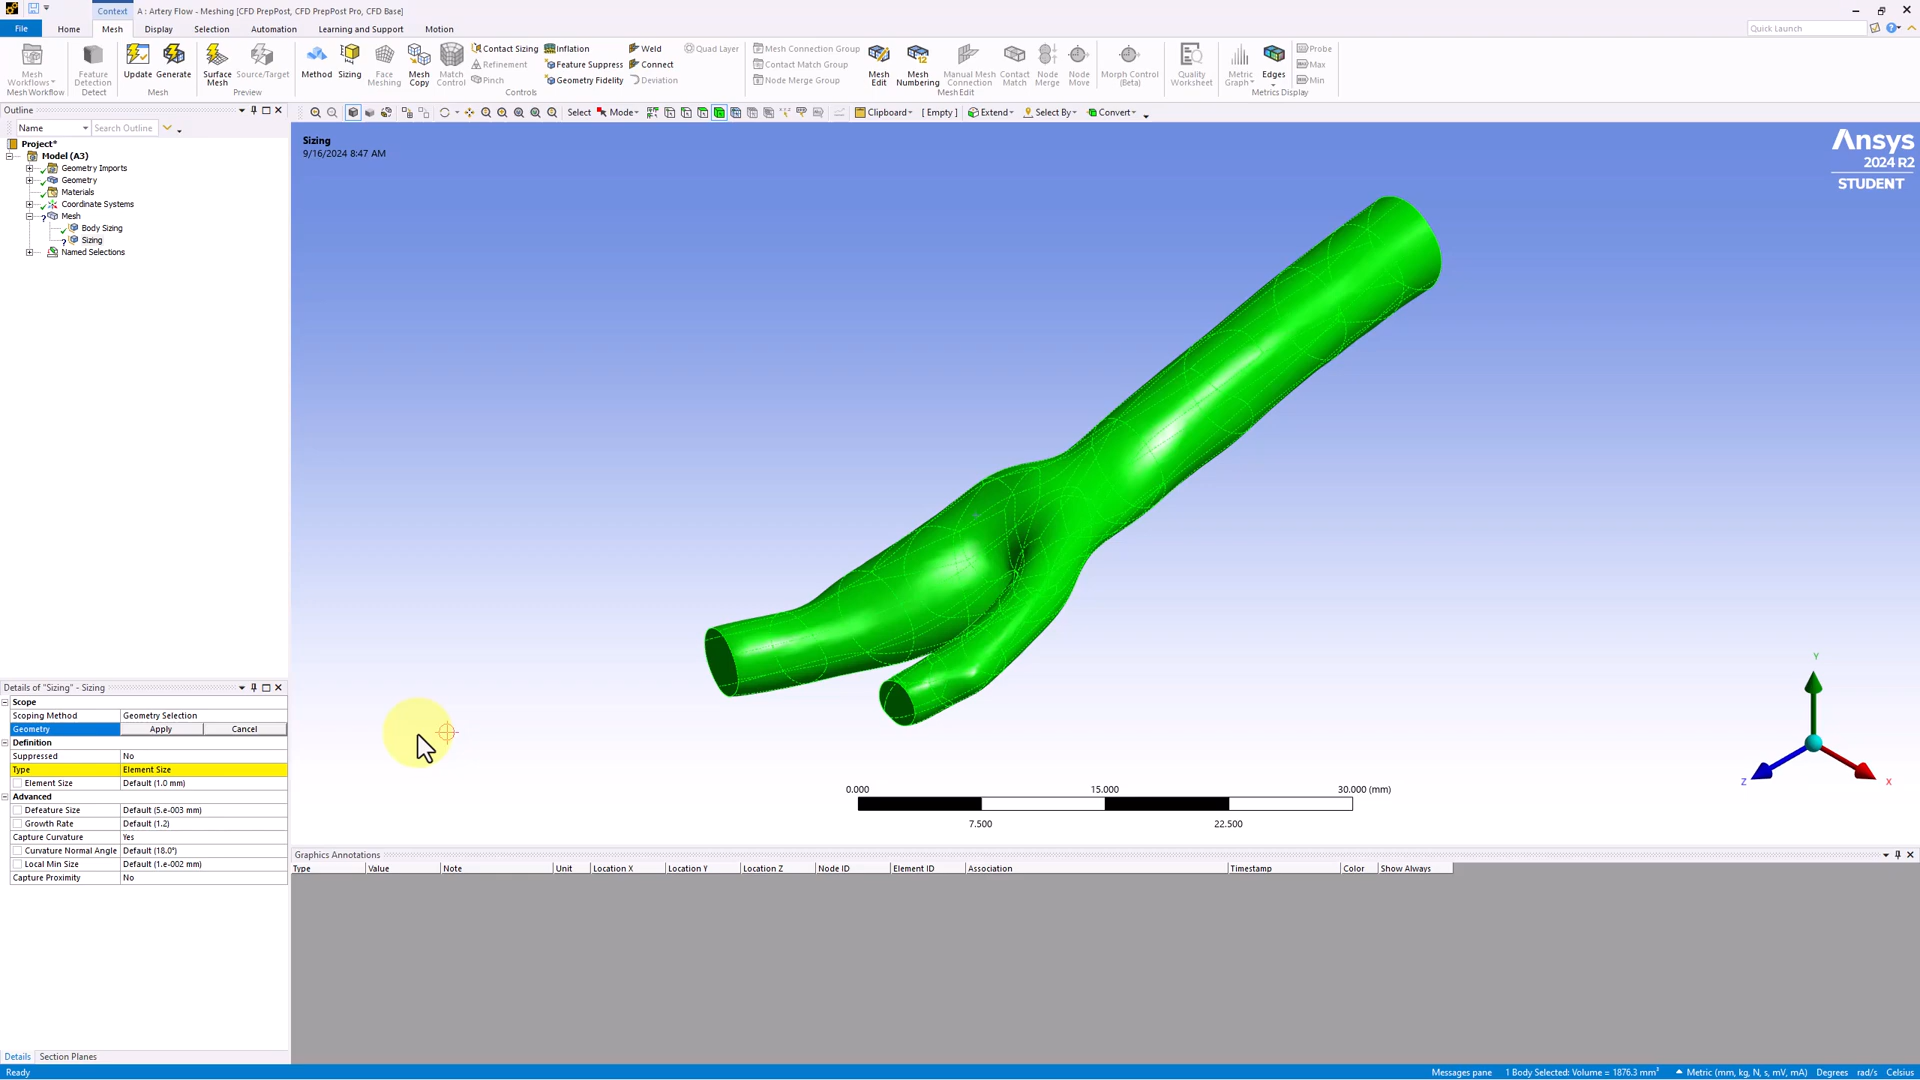 Context A : Artery Flow - Meshing [CFD PrepPost, CFD PrepPost Pro, CFD Base]
File Home Mesh Display Selection Automation Learning and Support Motion Quick Launch
Mesh Workflows Feature Detect Update Generate Surface Mesh Source/Target Method Sizing Face Meshing Mesh Copy Match Control
Contact Sizing Inflation Weld Quad Layer
Refinement Feature Suppress Connect
Pinch Geometry Fidelity Deviation
Mesh Connection Group
Contact Match Group
Node Merge Group
Mesh Edit Mesh Numbering Manual Mesh Connection Contact Match Node Merge Node Move Morph Control (Beta) Quality Worksheet Metric Graph Edges
Probe
Max
Min
Mesh Workflow Mesh Preview Controls Mesh Edit Metrics Display
Outline
Select Mode Clipboard [ Empty ] Extend Select By Convert
Name Search Outline
Project*
Model (A3)
Geometry Imports
Geometry
Materials
Coordinate Systems
Mesh
Body Sizing
Sizing
Named Selections
Sizing
9/16/2024 8:47 AM
Ansys
2024 R2
STUDENT
Details of "Sizing" - Sizing
Scope
Scoping Method Geometry Selection
Geometry Apply Cancel
Definition
Suppressed No
Type Element Size
Element Size Default (1.0 mm)
Advanced
Defeature Size Default (5.e-003 mm)
Growth Rate Default (1.2)
Capture Curvature Yes
Curvature Normal Angle Default (18.0°)
Local Min Size Default (1.e-002 mm)
Capture Proximity No
Y
Z
X
0.000 15.000 30.000 (mm)
7.500 22.500
Graphics Annotations
Type Value Note Unit Location X Location Y Location Z Node ID Element ID Association Timestamp Color Show Always
Details Section Planes
Ready Messages pane 1 Body Selected: Volume = 1876.3 mm³ Metric (mm, kg, N, s, mV, mA) Degrees rad/s Celsius